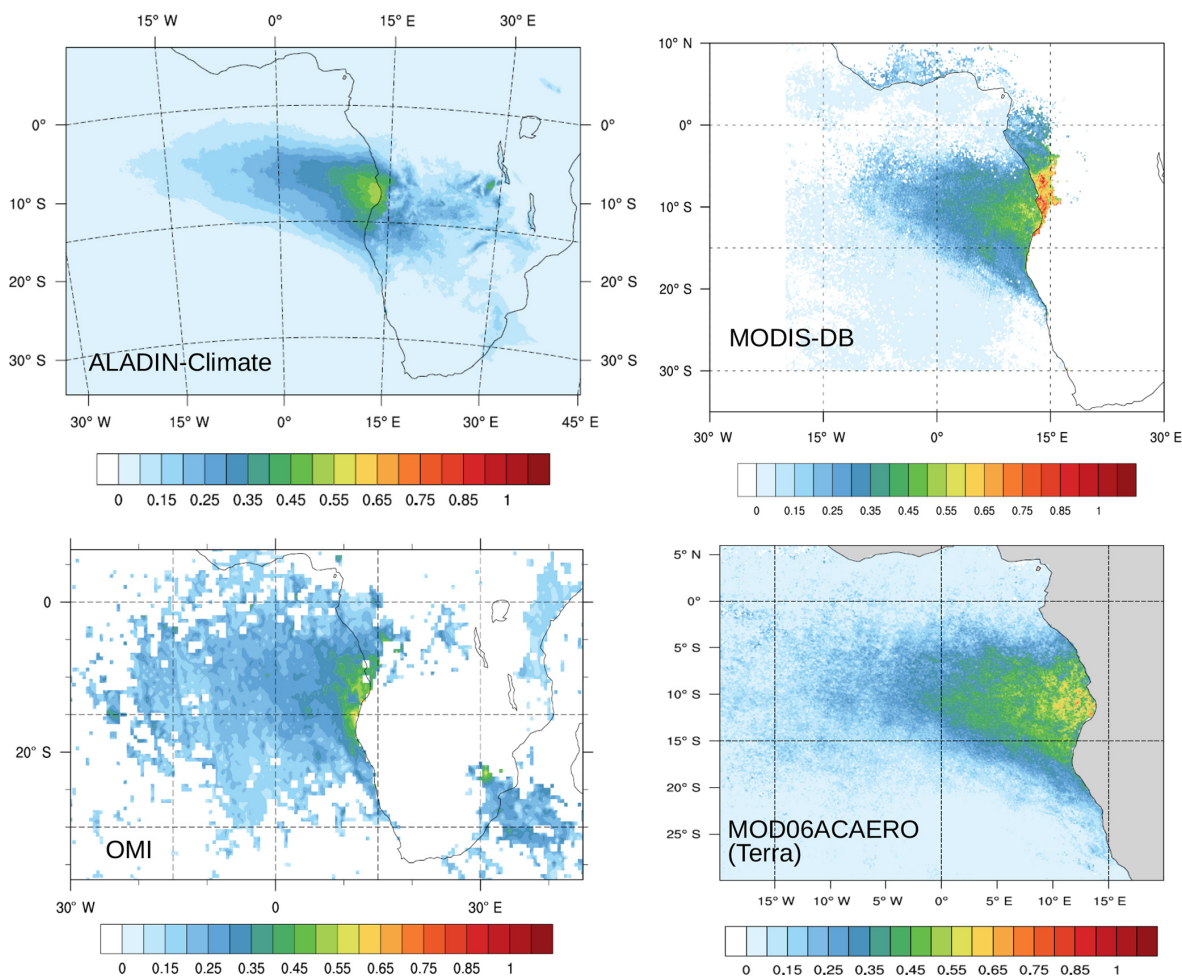 15° W 0° 15° E 30° E
0° 0°
10° S 10° S
20° S 20° S
30° S 30° S
ALADIN-Climate
30° W 15° W 0° 15° E 30° E 45° E
0 0.15 0.25 0.35 0.45 0.55 0.65 0.75 0.85 1
10° N
0°
10° S
20° S
30° S
MODIS-DB
30° W 15° W 0° 15° E 30° E
0 0.15 0.25 0.35 0.45 0.55 0.65 0.75 0.85 1
0
20° S
OMI
30° W 0 30° E
0 0.15 0.25 0.35 0.45 0.55 0.65 0.75 0.85 1
5° N
0°
5° S
10° S
15° S
20° S
25° S
MOD06ACAERO
(Terra)
15° W 10° W 5° W 0° 5° E 10° E 15° E
0 0.15 0.25 0.35 0.45 0.55 0.65 0.75 0.85 1